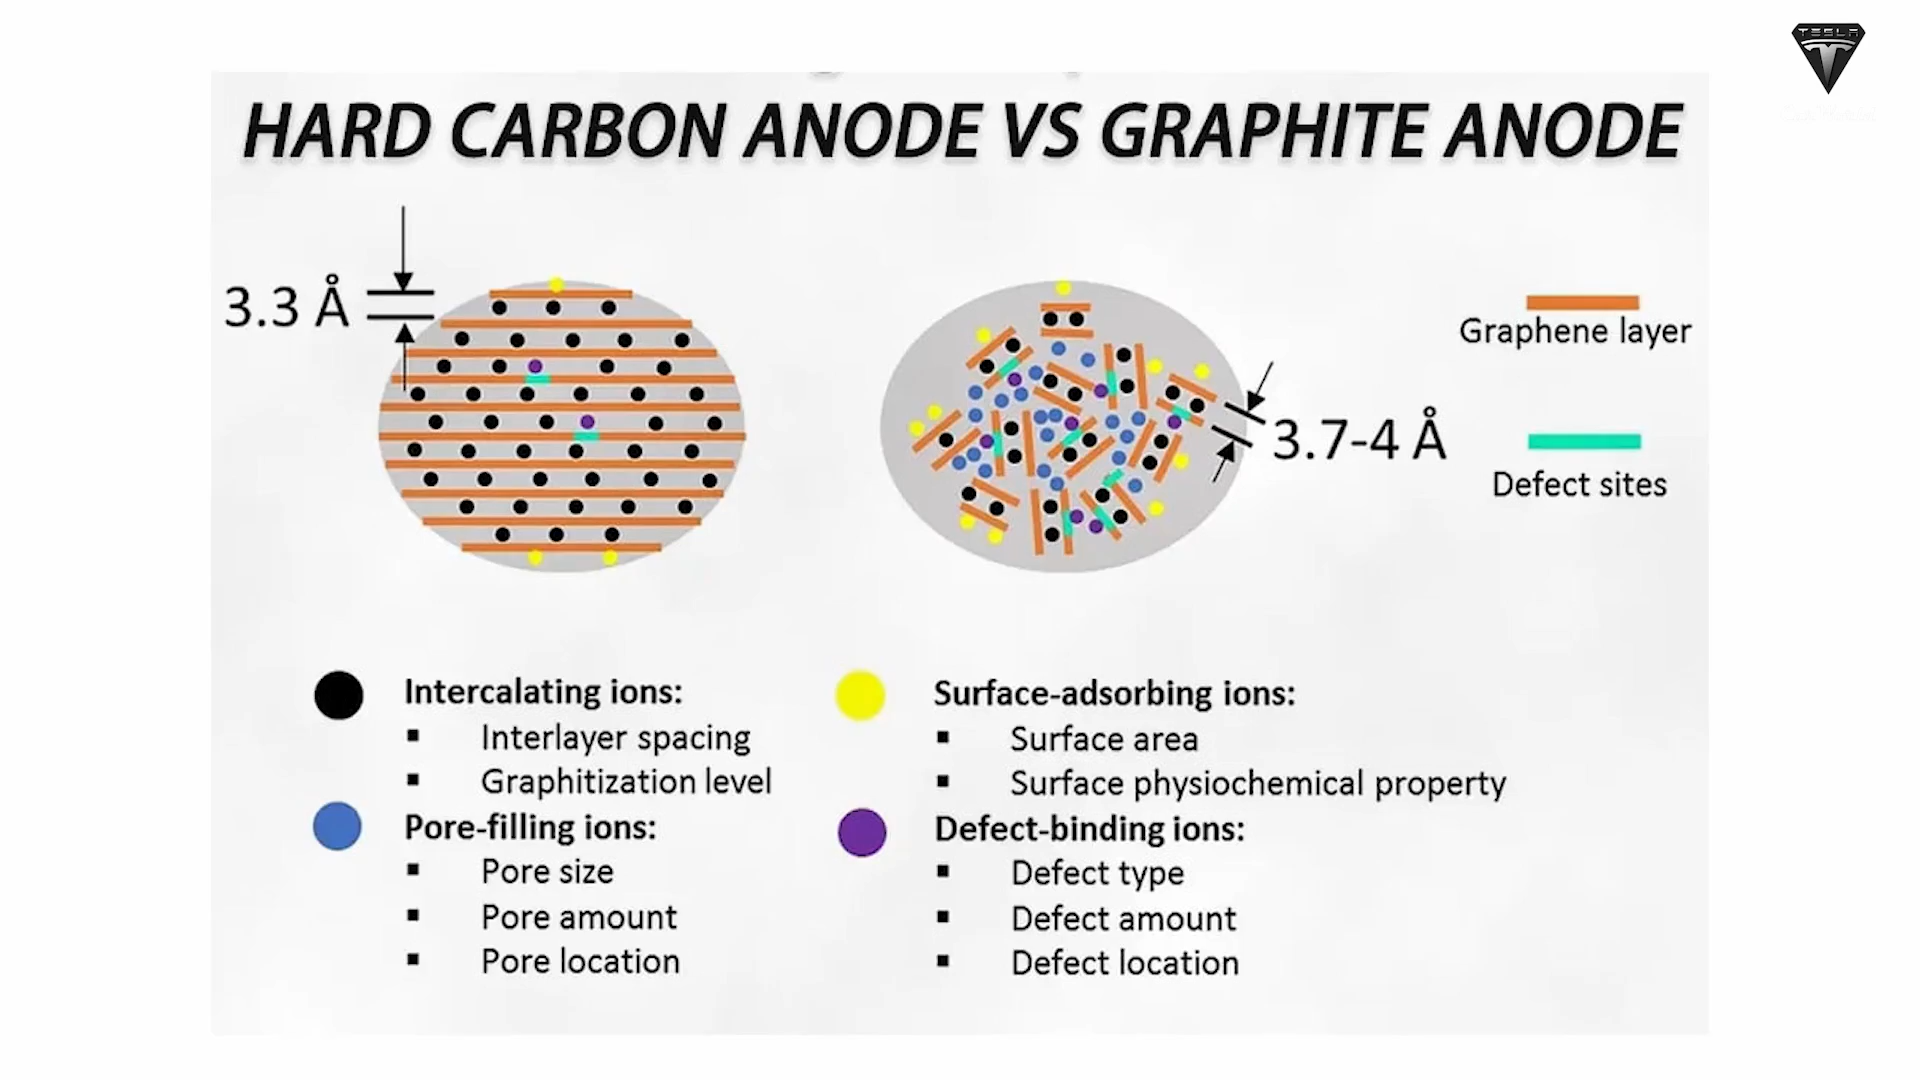 TESLA
HARD CARBON ANODE VS GRAPHITE ANODE
3.3 Å
3.7-4 Å
Graphene layer
Defect sites
Intercalating ions:
▪ Interlayer spacing
▪ Graphitization level
Pore-filling ions:
▪ Pore size
▪ Pore amount
▪ Pore location
Surface-adsorbing ions:
▪ Surface area
▪ Surface physiochemical property
Defect-binding ions:
▪ Defect type
▪ Defect amount
▪ Defect location